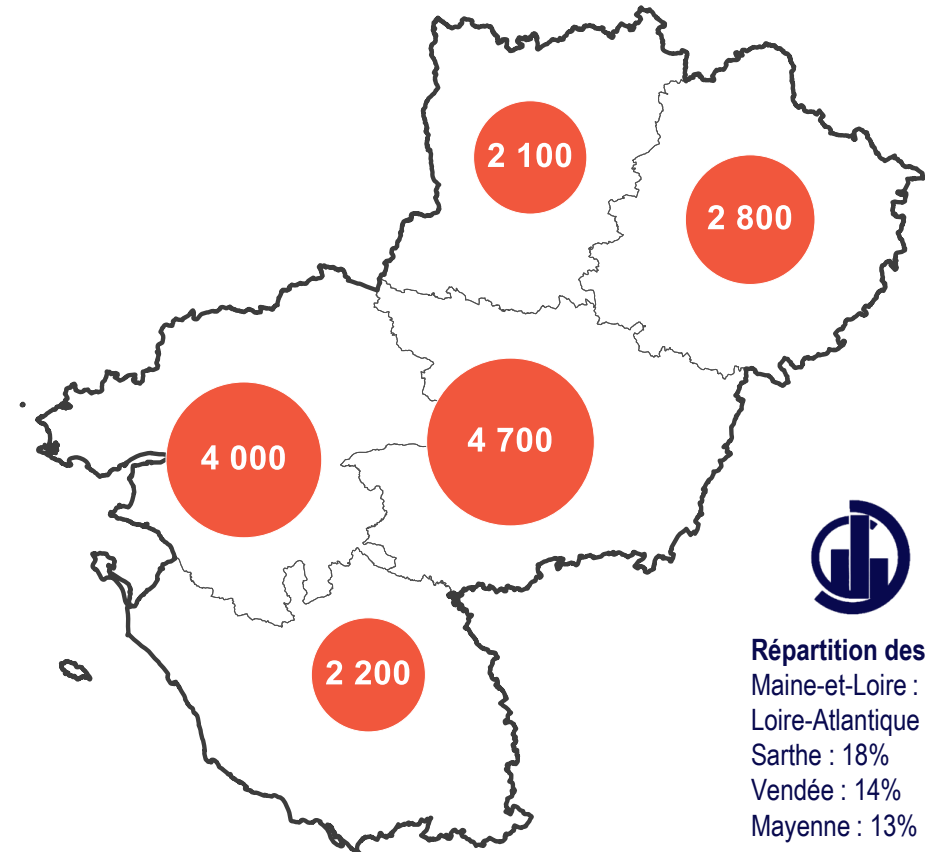 2 100
2 800
4 000
4 700
2 200
Répartition des
Maine-et-Loire :
Loire-Atlantique
Sarthe : 18%
Vendée : 14%
Mayenne : 13%